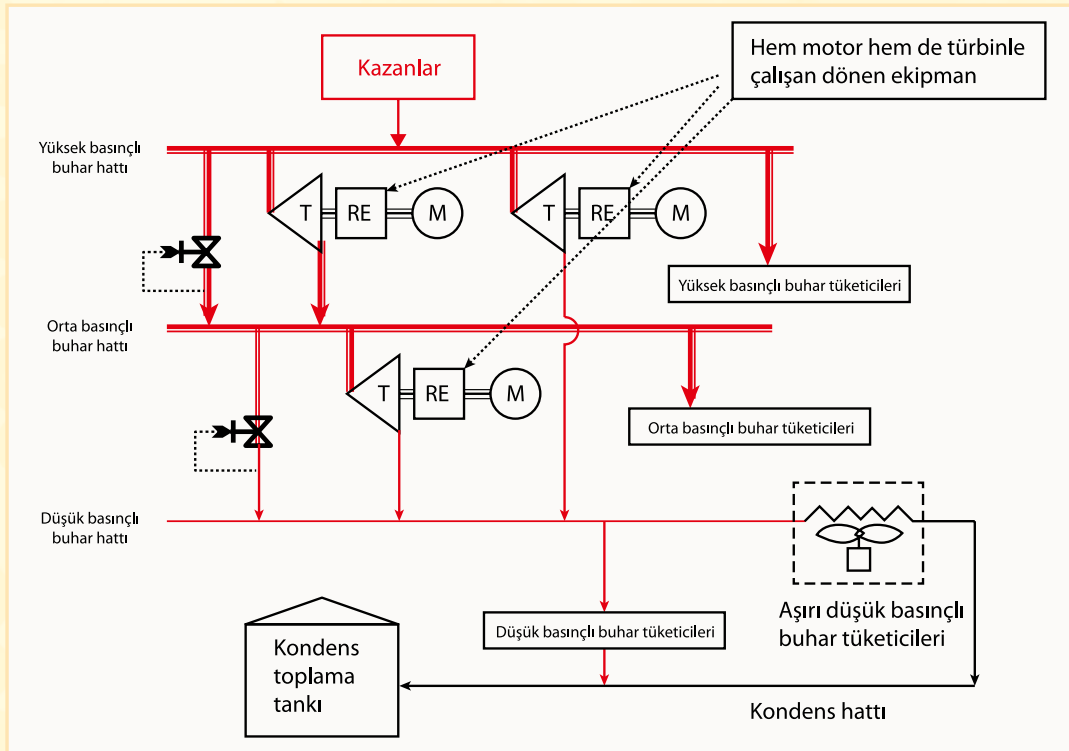 Kazanlar
Hem motor hem de türbinle
çalışan dönen ekipman
Yüksek basınçlı
buhar hattı
T
RE
M
T
RE
M
Yüksek basınçlı buhar tüketicileri
Orta basınçlı
buhar hattı
T
RE
M
Orta basınçlı buhar tüketicileri
Düşük basınçlı
buhar hattı
Aşırı düşük basınçlı
buhar tüketicileri
Düşük basınçlı buhar tüketicileri
Kondens
toplama
tankı
Kondens hattı